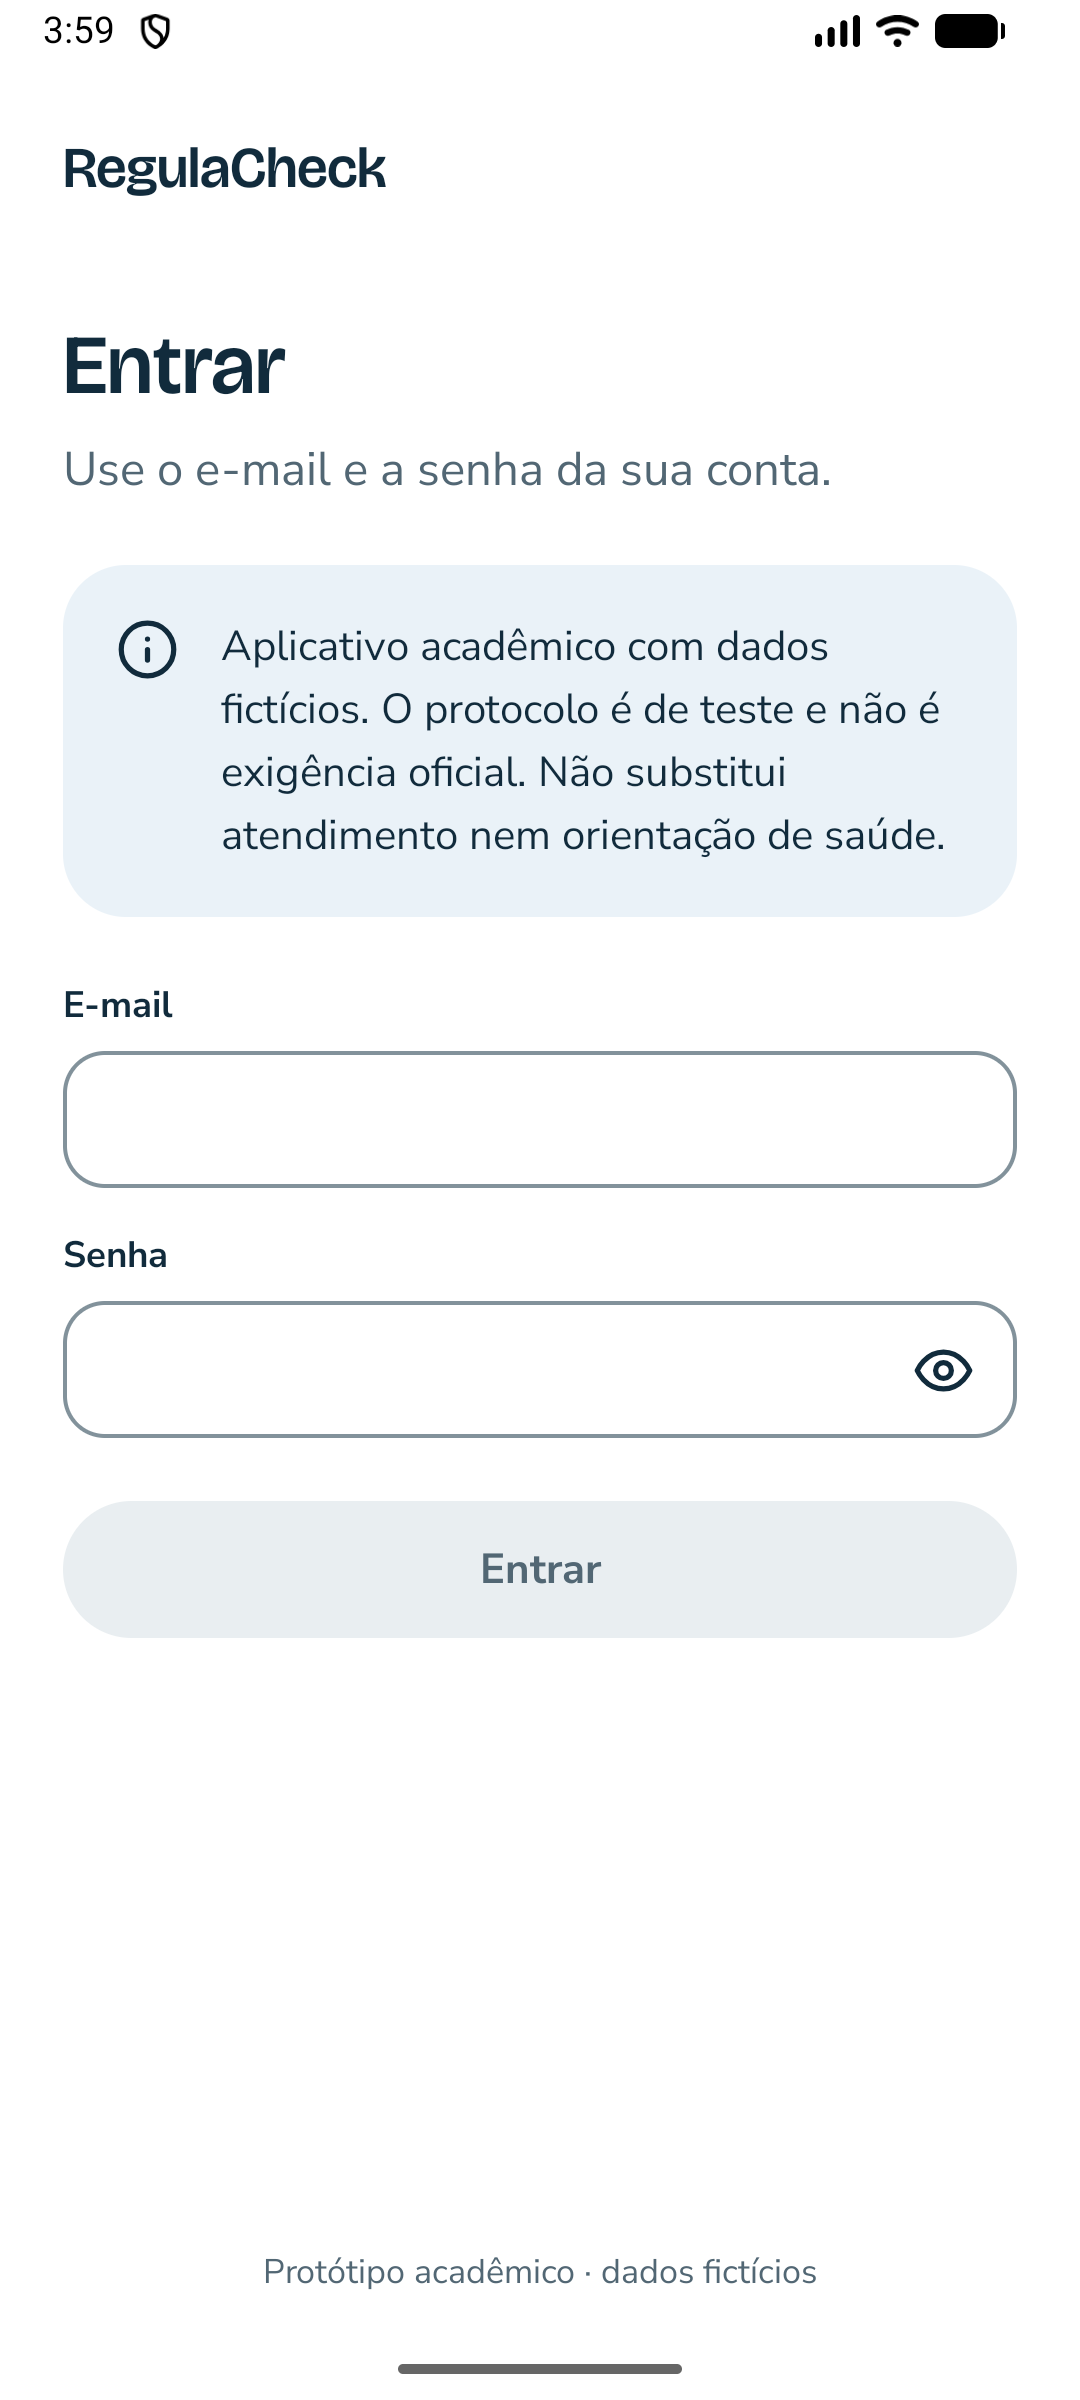 3:59
RegulaCheck
Entrar
Use o e-mail e a senha da sua conta.
Aplicativo acadêmico com dados
fictícios. O protocolo é de teste e não é
exigência oficial. Não substitui
atendimento nem orientação de saúde.
E-mail
Senha
Entrar
Protótipo acadêmico · dados fictícios